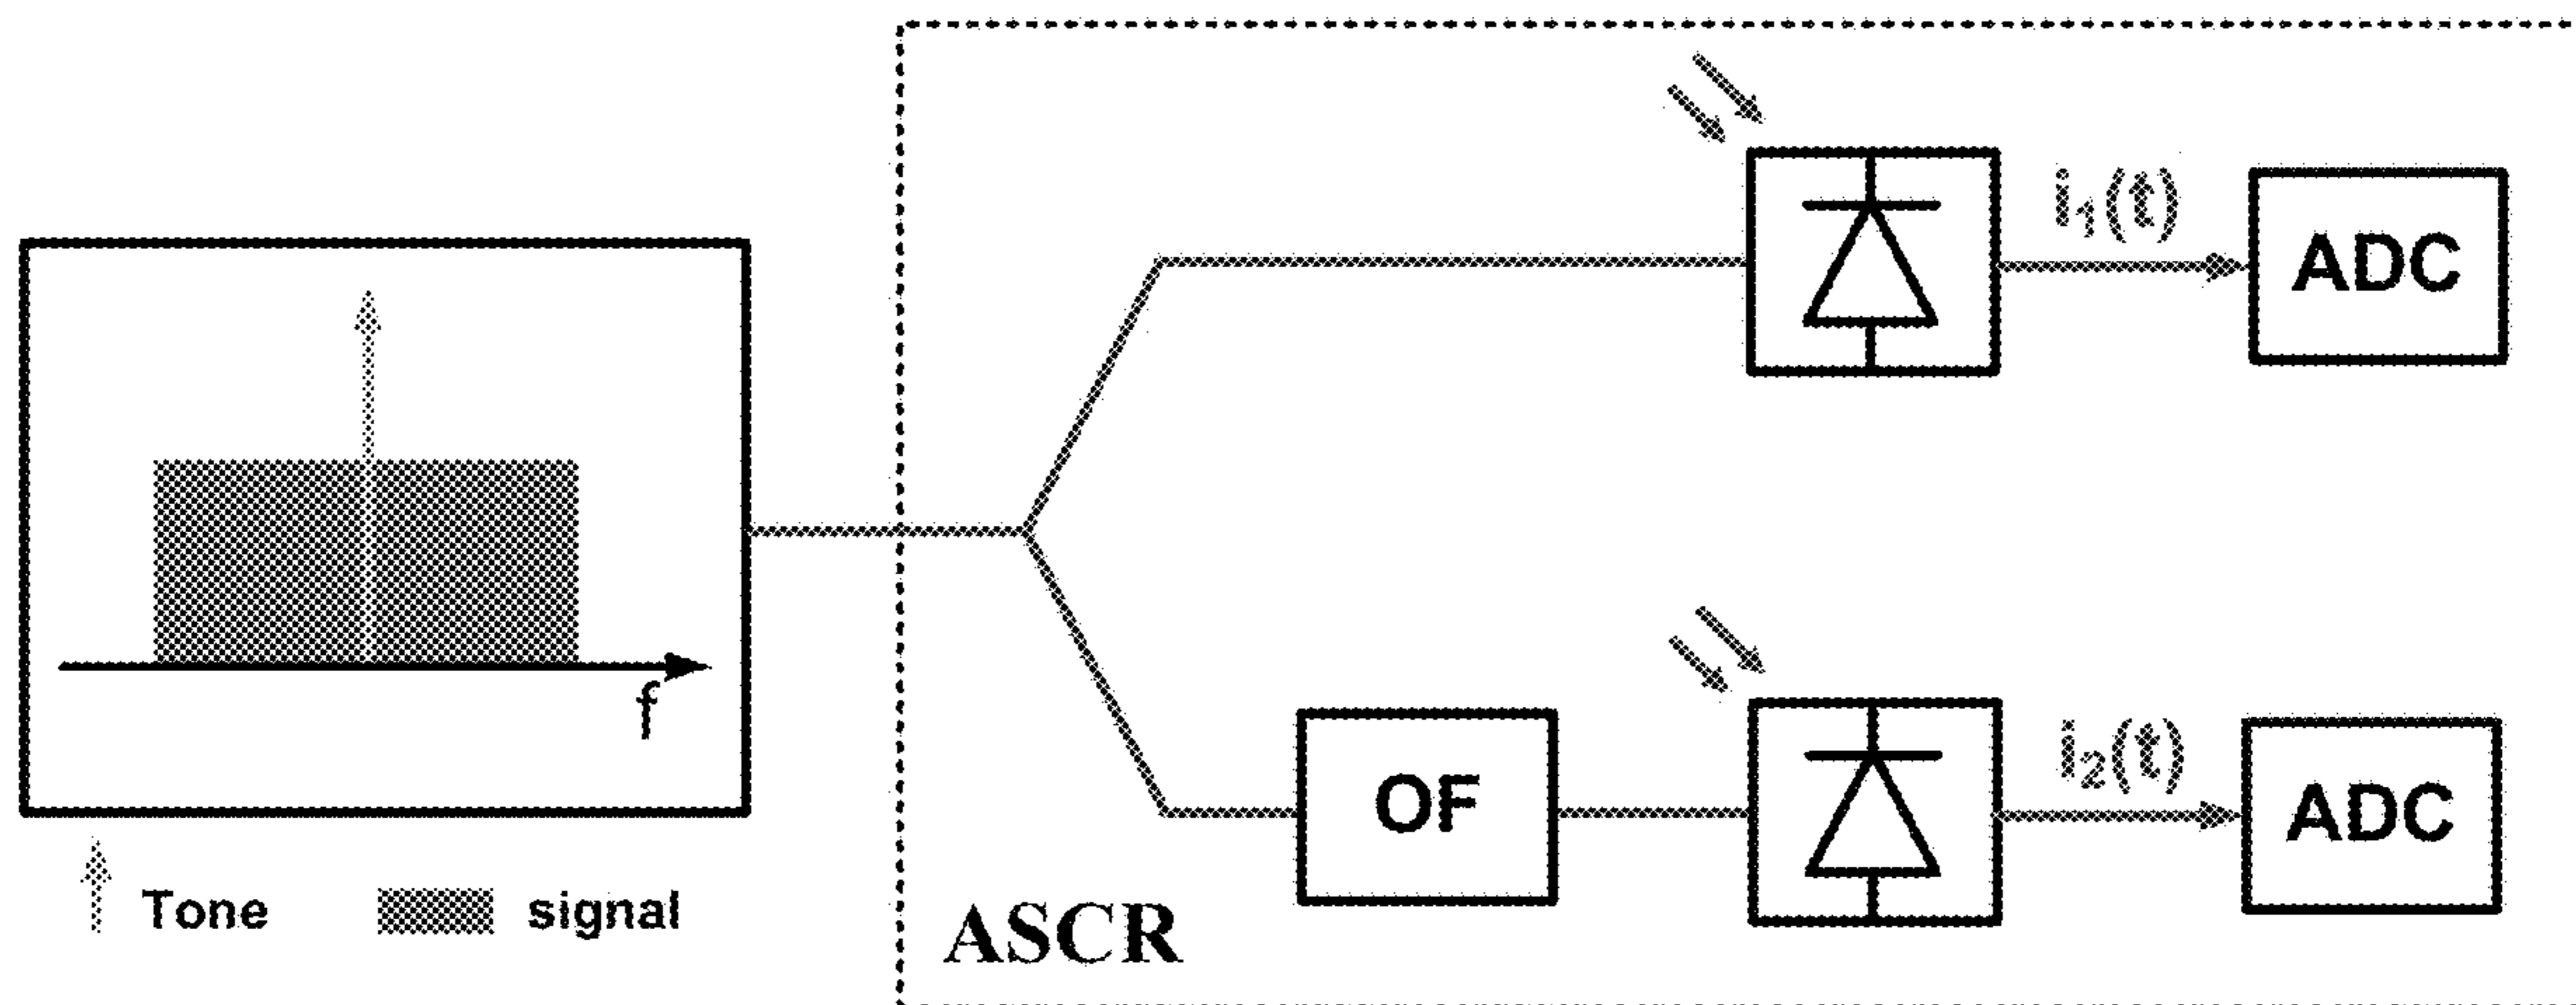 f
Tone
signal
i₁(t)
ADC
OF
i₂(t)
ADC
ASCR